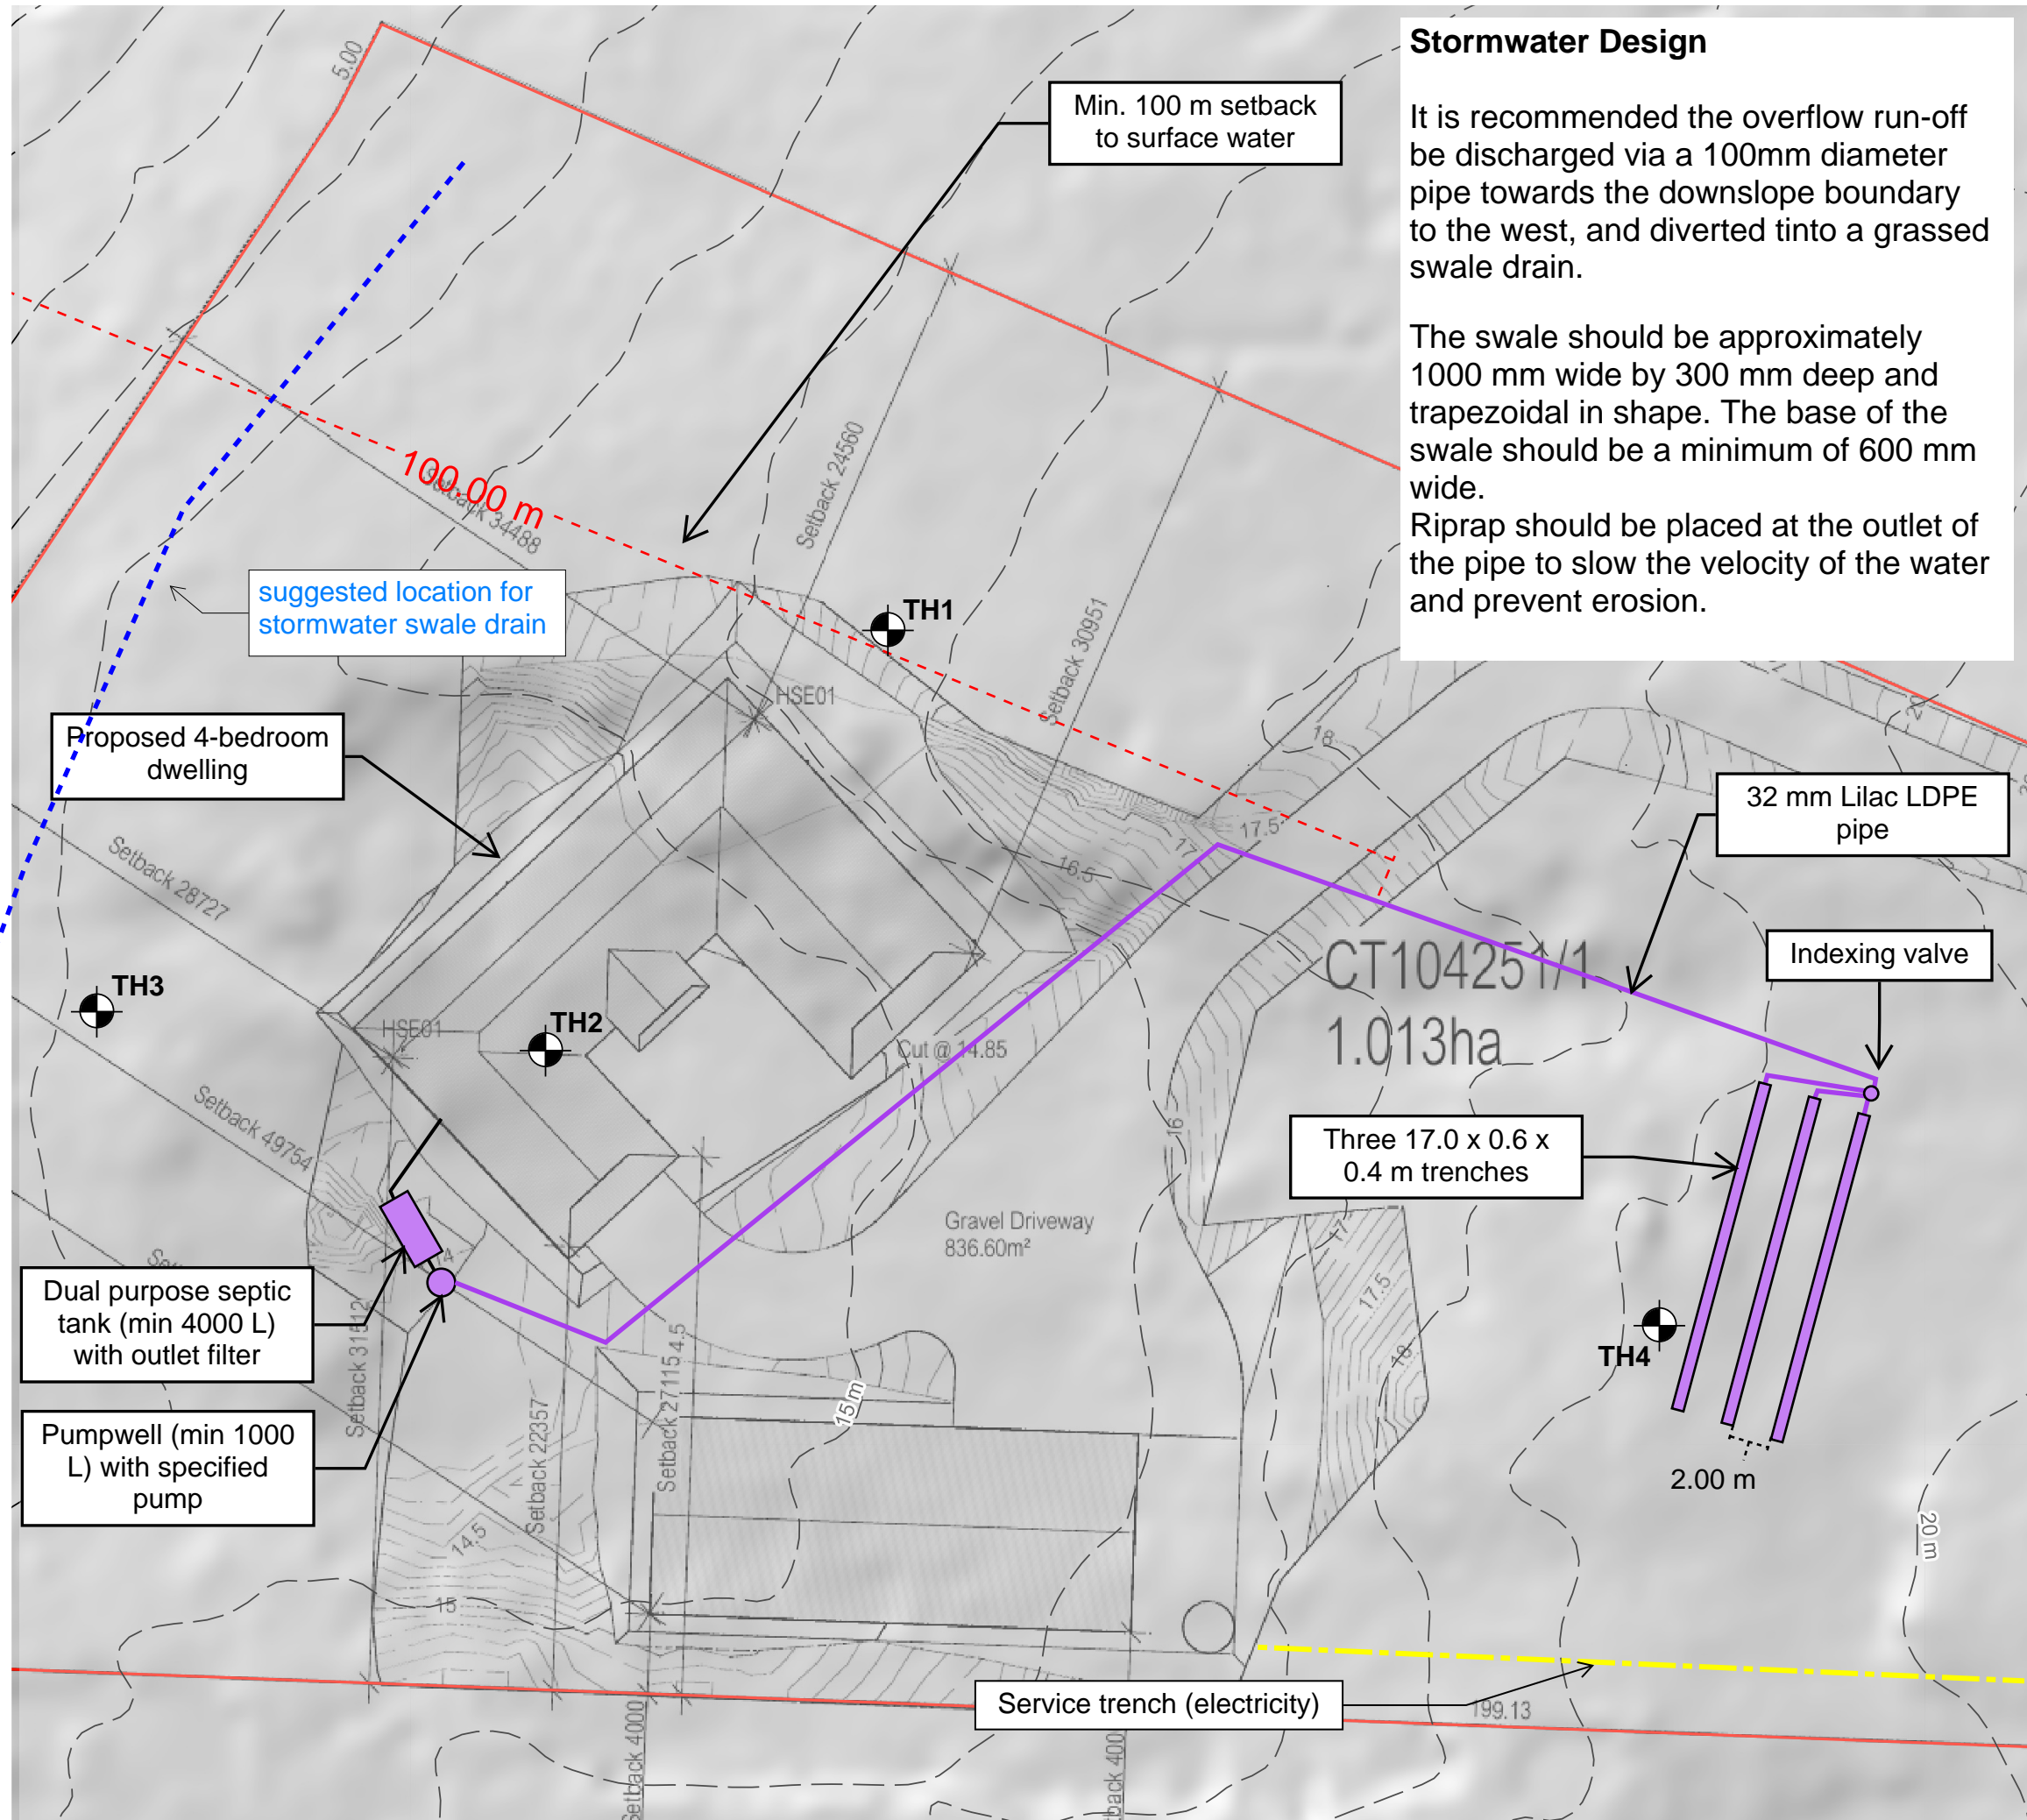 Stormwater Design
It is recommended the overflow run-off
be discharged via a 100mm diameter
pipe towards the downslope boundary
to the west, and diverted tinto a grassed
swale drain.
The swale should be approximately
1000 mm wide by 300 mm deep and
trapezoidal in shape. The base of the
swale should be a minimum of 600 mm
wide.
Riprap should be placed at the outlet of
the pipe to slow the velocity of the water
and prevent erosion.
5.00
Min. 100 m setback
to surface water
100.00 m
Setback 34488
Setback 24560
Setback 30951
suggested location for
stormwater swale drain
TH1
HSE01
Proposed 4-bedroom
dwelling
18
20
17.5
17
16.5
32 mm Lilac LDPE
pipe
Setback 28727
Indexing valve
CT104251/1
1.013ha
TH3
TH2
HSE01
Cut @ 14.85
Setback 49754
16
Three 17.0 x 0.6 x
0.4 m trenches
Gravel Driveway
836.60m²
17
17.5
18
TH4
Dual purpose septic
tank (min 4000 L)
with outlet filter
14
Setback 31512
Setback 27115
14.5
15 m
Setback 22357
Pumpwell (min 1000
L) with specified
pump
2.00 m
14.5
15
20 m
Service trench (electricity)
199.13
Setback 4000